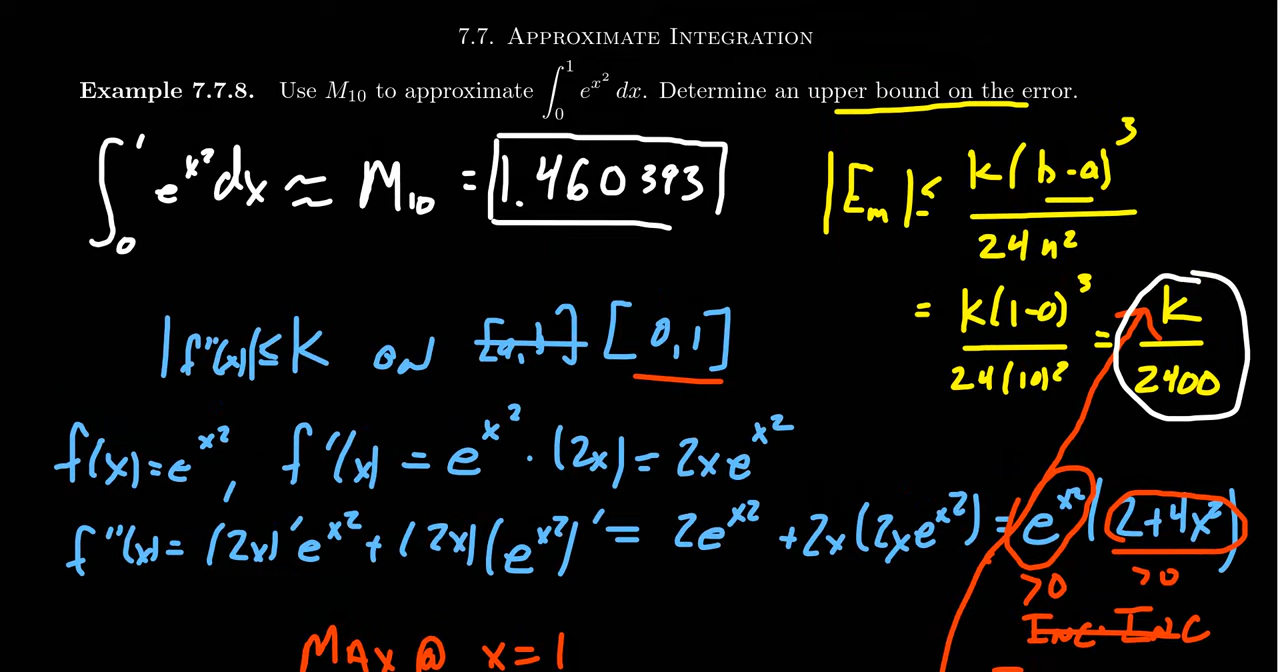 7.7. APPROXIMATE INTEGRATION
Example 7.7.8. Use M₁₀ to approximate ∫₀¹ e^{x²} dx. Determine an upper bound on the error.
∫₀¹ e^{x²} dx ≈ M₁₀ = 1.460393
|Eₘ| ≤ k(b-a)³ / 24n²
= k(1-0)³ / 24(10)² = k / 2400
|f''(x)| ≤ k on [a,b] [0,1]
f(x) = e^{x²}, f'(x) = e^{x²} · (2x) = 2xe^{x²}
f''(x) = (2x)'e^{x²} + (2x)(e^{x²})' = 2e^{x²} + 2x(2xe^{x²}) = e^{x²}(2+4x²)
>0 >0
INC. INC
MAX @ x=1